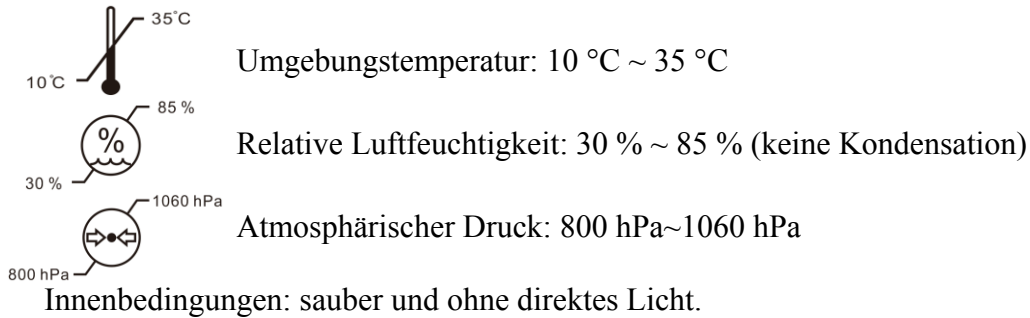 35°C
Umgebungstemperatur: 10 °C ~ 35 °C
10°C
85 %
%
Relative Luftfeuchtigkeit: 30 % ~ 85 % (keine Kondensation)
30 %
1060 hPa
Atmosphärischer Druck: 800 hPa~1060 hPa
800 hPa
Innenbedingungen: sauber und ohne direktes Licht.